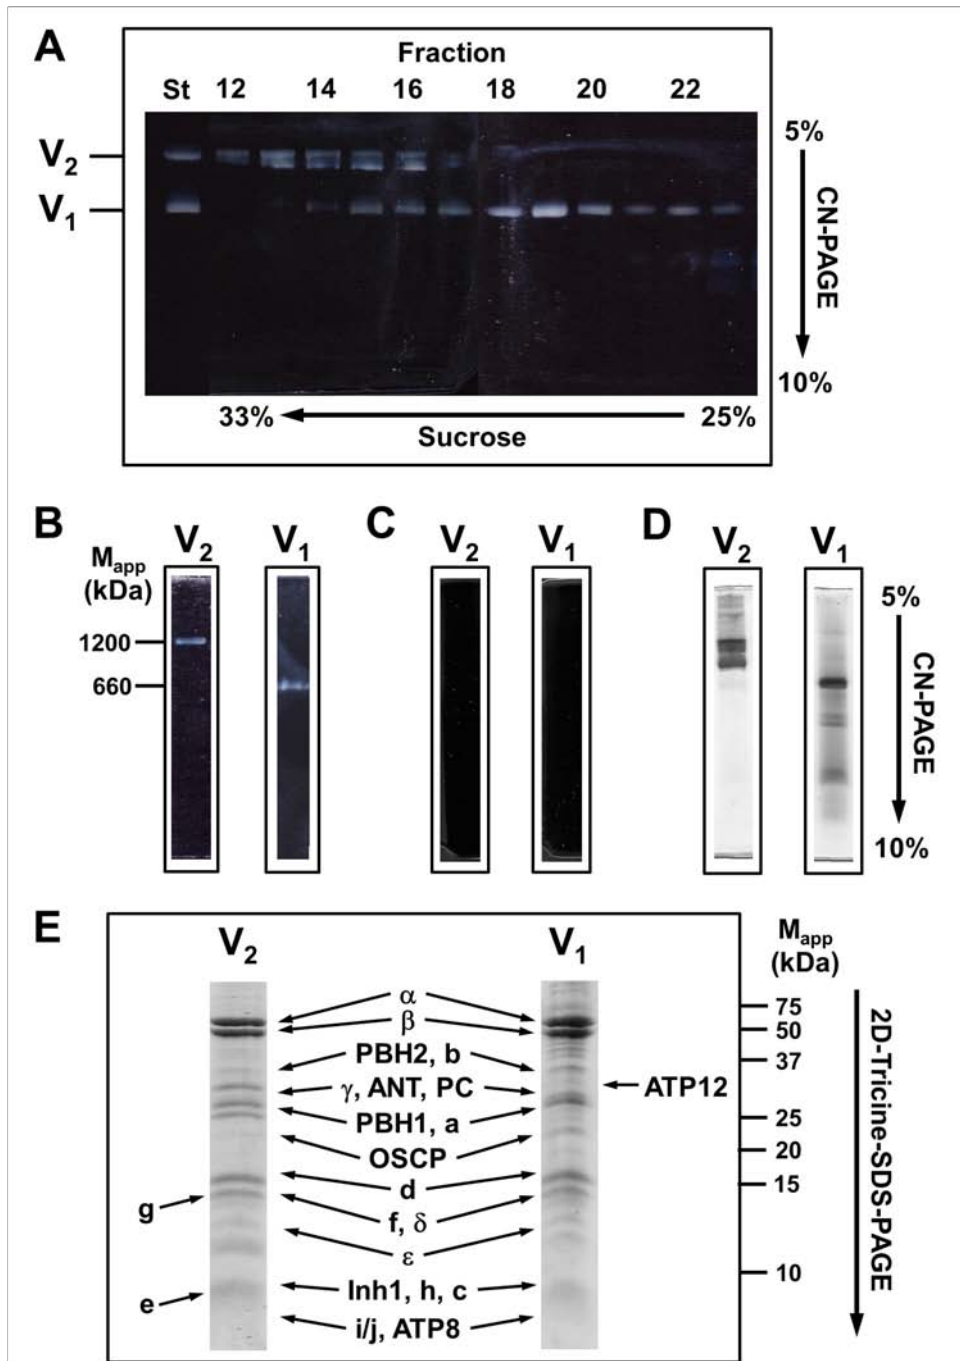 A
Fraction
St 12 14 16 18 20 22
V2
V1
5%
CN-PAGE
10%
33% 25%
Sucrose
B
V2 V1
Mapp
(kDa)
1200
660
C
V2 V1
D
V2 V1
5%
CN-PAGE
10%
E
V2 V1
Mapp
(kDa)
α
β
PBH2, b
γ, ANT, PC
PBH1, a
OSCP
d
f, δ
ε
Inh1, h, c
i/j, ATP8
g
e
ATP12
75
50
37
25
20
15
10
2D-Tricine-SDS-PAGE